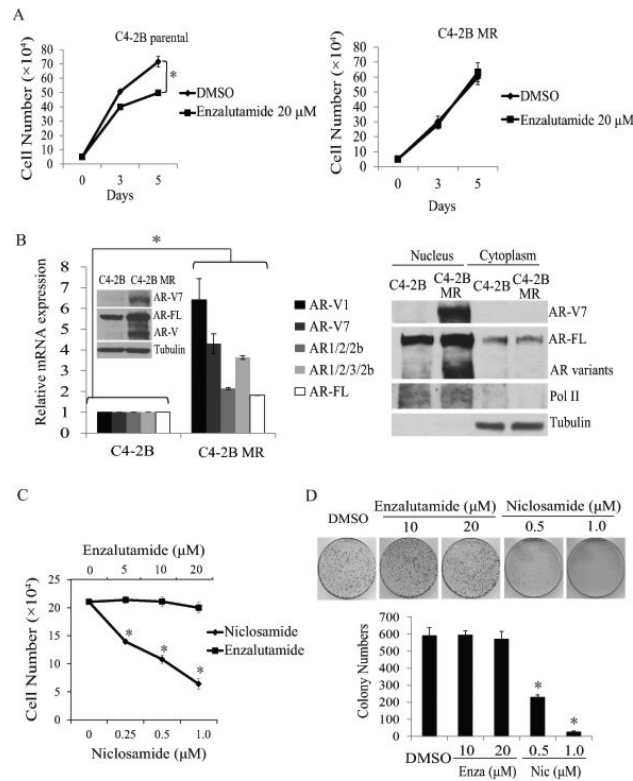 A
C4-2B parental
Cell Number (×10⁴)
80
70
60
50
40
30
20
10
0
*
DMSO
Enzalutamide 20 μM
0 3 5
Days
C4-2B MR
Cell Number (×10⁴)
80
70
60
50
40
30
20
10
0
DMSO
Enzalutamide 20 μM
0 3 5
Days
B
*
Relative mRNA expression
8
7
6
5
4
3
2
1
C4-2B C4-2B MR
AR-V7
AR-FL
AR-V
Tubulin
C4-2B C4-2B MR
AR-V1
AR-V7
AR1/2/2b
AR1/2/3/2b
AR-FL
Nucleus Cytoplasm
C4-2B C4-2B MR C4-2B C4-2B MR
AR-V7
AR-FL
AR variants
Pol II
Tubulin
C
Enzalutamide (μM)
0 5 10 20
Cell Number (×10⁴)
25
20
15
10
5
0
* * *
Niclosamide
Enzalutamide
0 0.25 0.5 1.0
Niclosamide (μM)
D
DMSO
Enzalutamide (μM) Niclosamide (μM)
10 20 0.5 1.0
Colony Numbers
700
600
500
400
300
200
100
0
* *
DMSO 10 20 0.5 1.0
Enza (μM) Nic (μM)